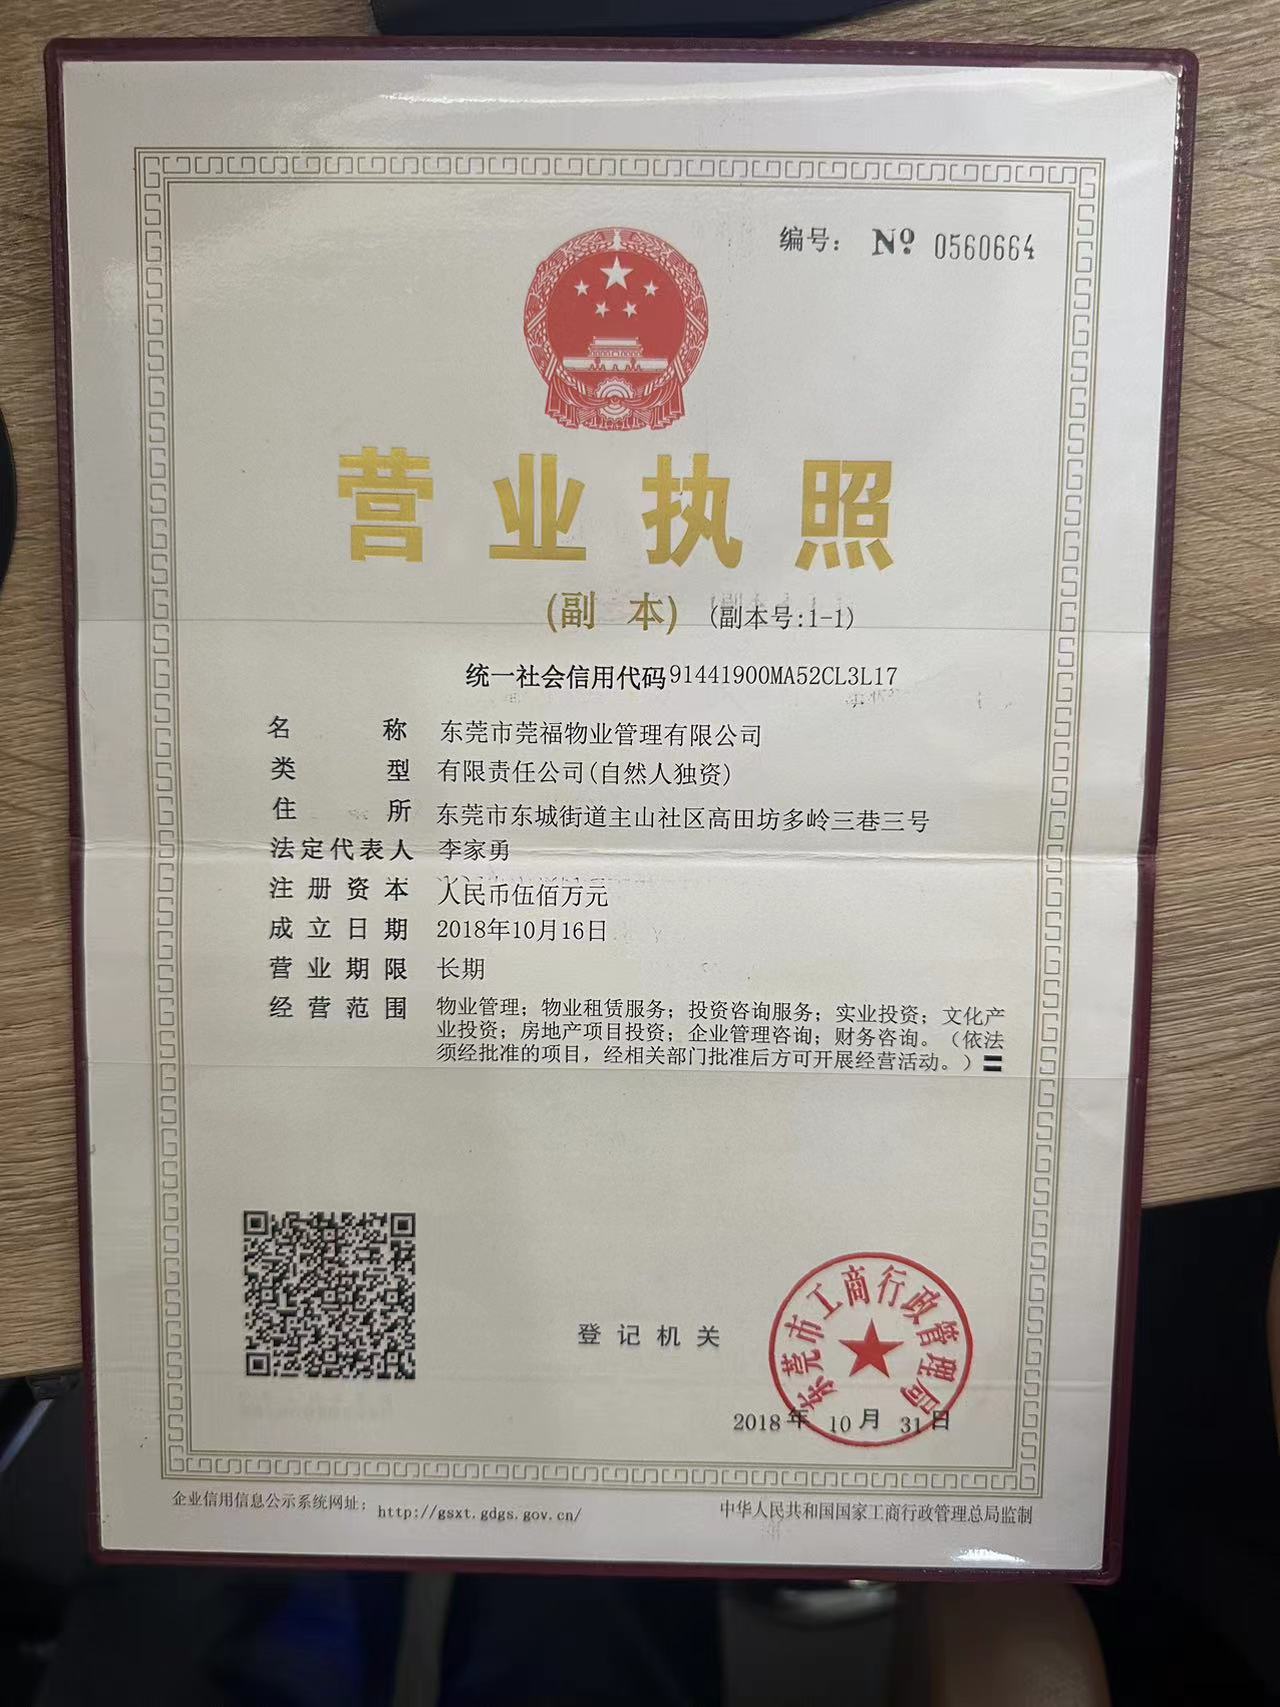 编号： №  0560664
营业执照
(副 本) (副本号:1-1)
统一社会信用代码91441900MA52CL3L17
名称 东莞市莞福物业管理有限公司
类型 有限责任公司(自然人独资)
住所 东莞市东城街道主山社区高田坊多岭三巷三号
法定代表人 李家勇
注册资本 人民币伍佰万元
成立日期 2018年10月16日
营业期限 长期
经营范围 物业管理；物业租赁服务；投资咨询服务；实业投资；文化产
业投资；房地产项目投资；企业管理咨询；财务咨询。（依法
须经批准的项目，经相关部门批准后方可开展经营活动。）
登记机关
东莞市工商行政管理局
2018 年 10 月 31 日
企业信用信息公示系统网址： http://gsxt.gdgs.gov.cn/
中华人民共和国国家工商行政管理总局监制